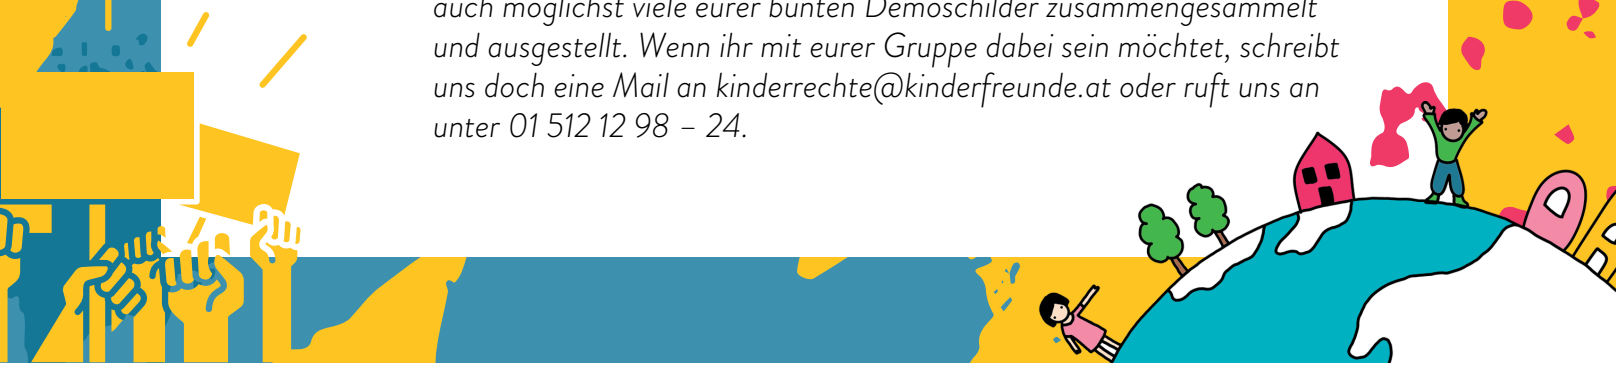 auch möglichst viele eurer bunten Demoschilder zusammengesammelt
und ausgestellt. Wenn ihr mit eurer Gruppe dabei sein möchtet, schreibt
uns doch eine Mail an kinderrechte@kinderfreunde.at oder ruft uns an
unter 01 512 12 98 – 24.